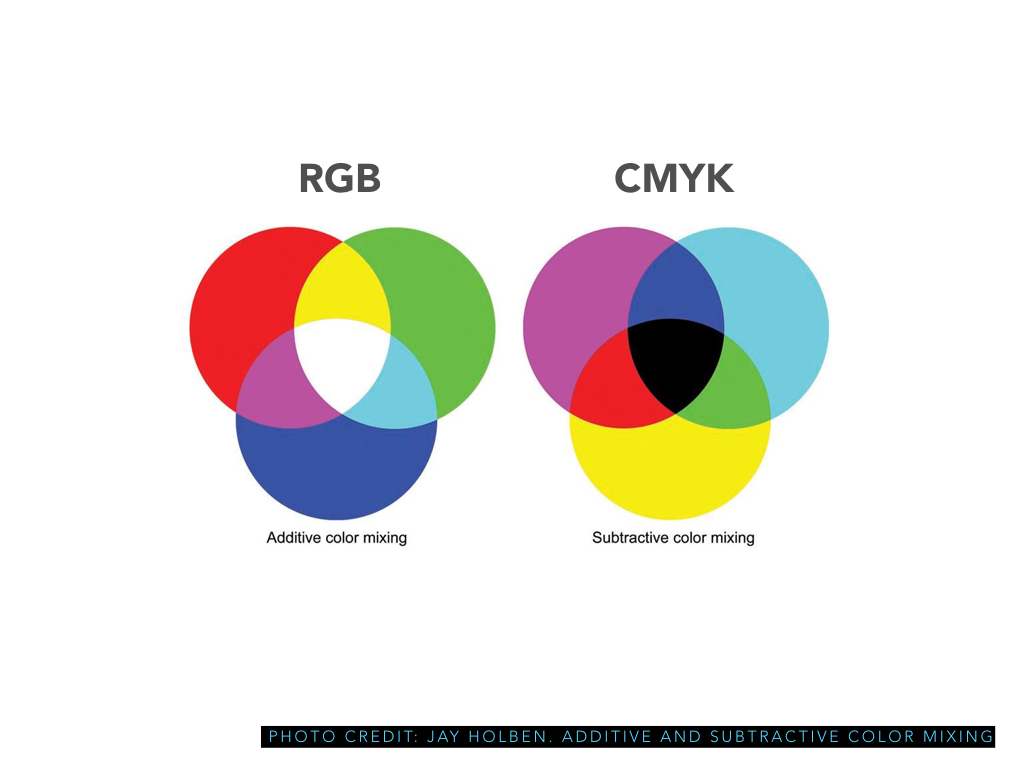 RGB
CMYK
Additive color mixing
Subtractive color mixing
PHOTO CREDIT: JAY HOLBEN. ADDITIVE AND SUBTRACTIVE COLOR MIXING